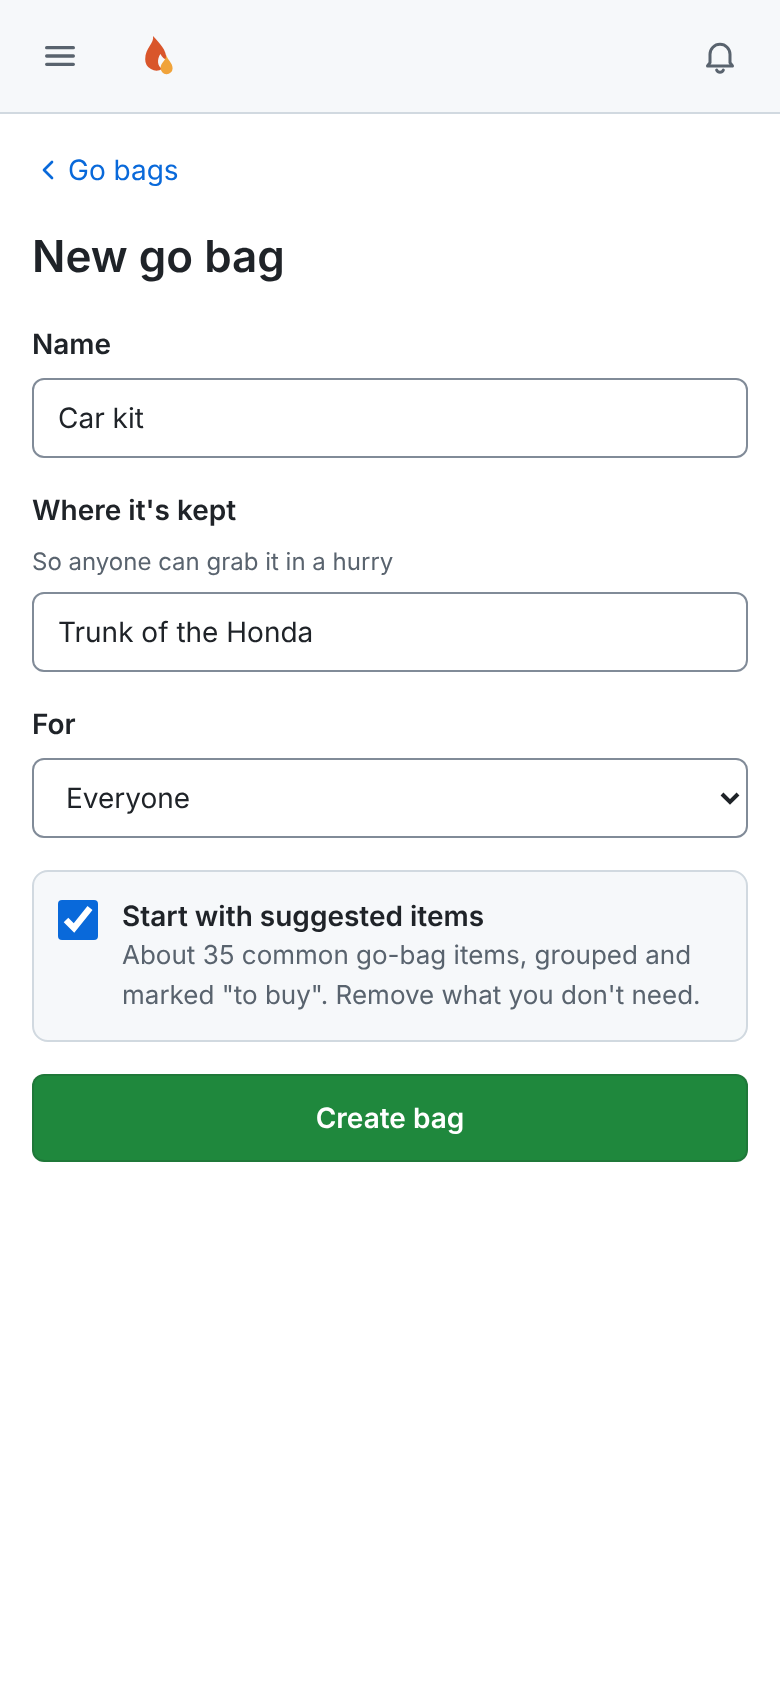 Go bags
New go bag
Name
Car kit
Where it's kept
So anyone can grab it in a hurry
Trunk of the Honda
For
Everyone
Start with suggested items
About 35 common go-bag items, grouped and
marked "to buy". Remove what you don't need.
Create bag